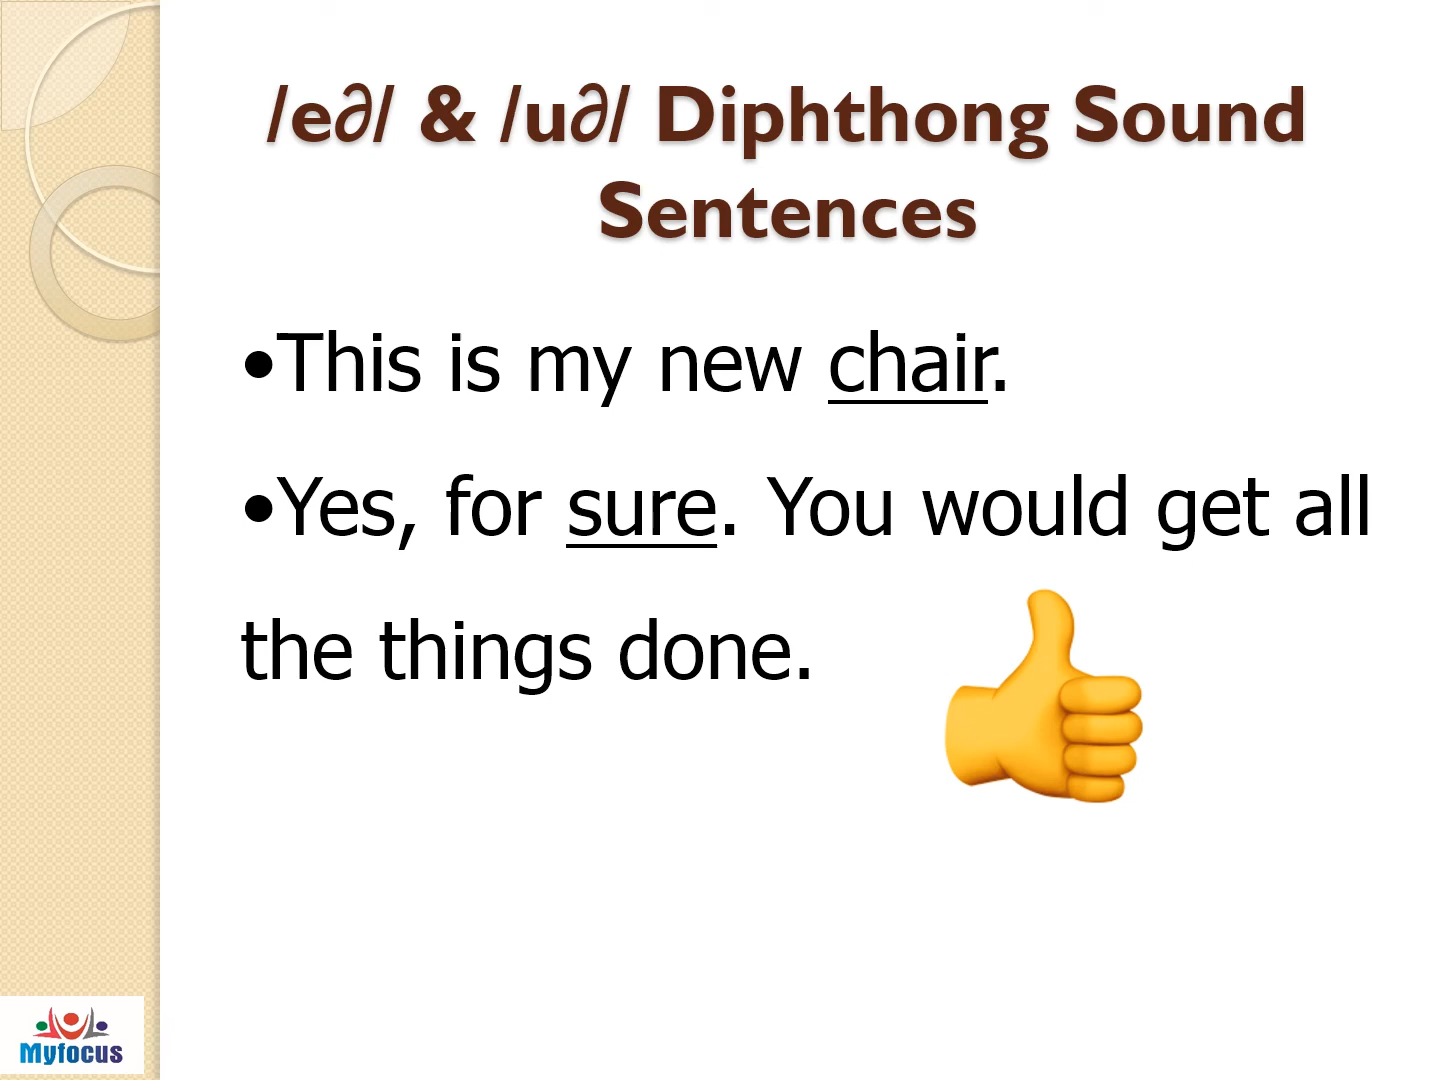 /e∂/ & /u∂/ Diphthong Sound
Sentences
•This is my new chair.
•Yes, for sure. You would get all
the things done.
Myfocus